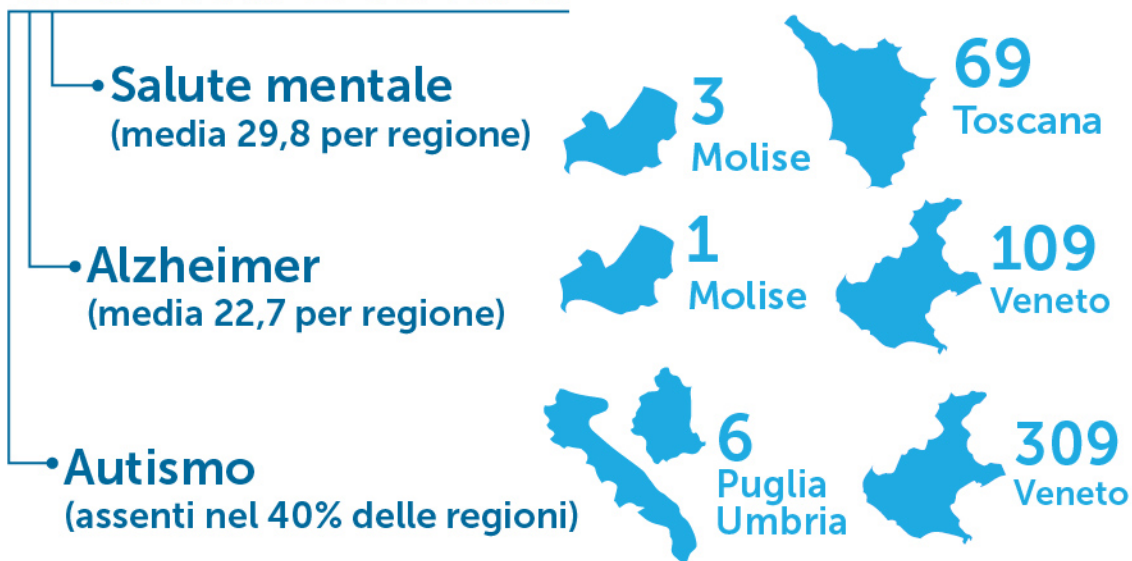 Salute mentale
(media 29,8 per regione)
3
Molise
69
Toscana
Alzheimer
(media 22,7 per regione)
1
Molise
109
Veneto
Autismo
(assenti nel 40% delle regioni)
6
Puglia
Umbria
309
Veneto